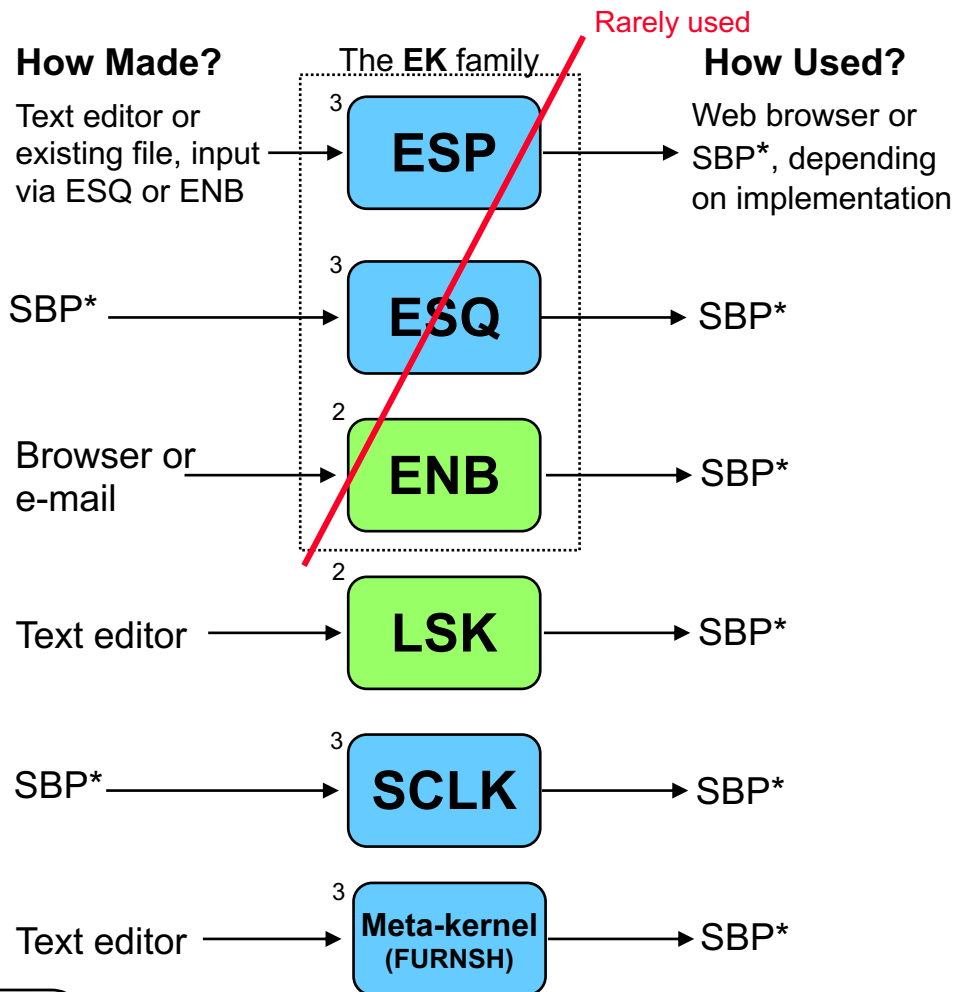 Rarely used
How Made?
The EK family
How Used?
Text editor or
existing file, input
via ESQ or ENB
3
ESP
Web browser or
SBP*, depending
on implementation
SBP*
3
ESQ
SBP*
Browser or
e-mail
2
ENB
SBP*
Text editor
2
LSK
SBP*
SBP*
3
SCLK
SBP*
Text editor
3
Meta-kernel
(FURNSH)
SBP*